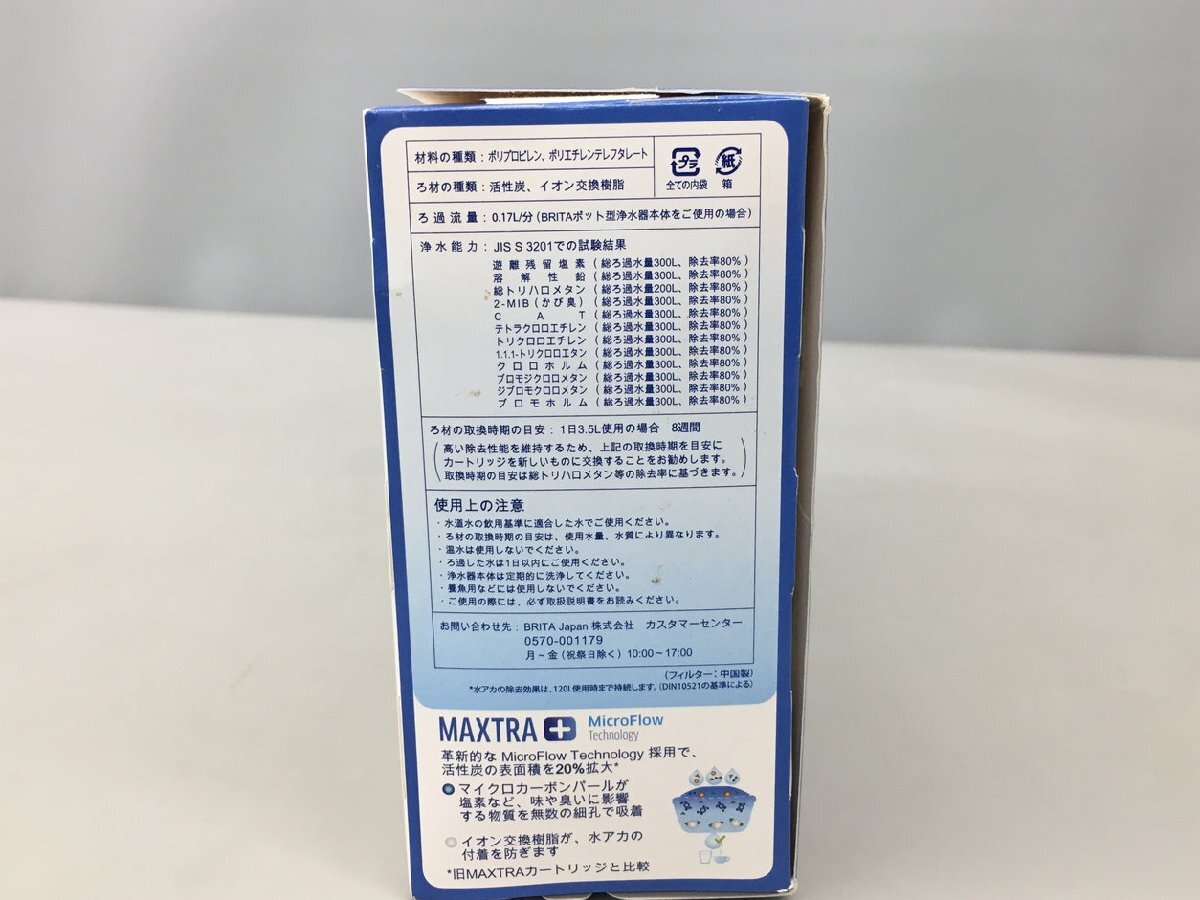 材料の種類：ポリプロピレン、ポリエチレンテレフタレート
プラ
紙
全ての内袋 箱
ろ材の種類：活性炭、イオン交換樹脂
ろ過流量：0.17L/分（BRITAポット型浄水器本体をご使用の場合）
浄水能力：JIS S 3201での試験結果
遊離残留塩素（総ろ過水量300L、除去率80%）
溶解性鉛（総ろ過水量300L、除去率80%）
総トリハロメタン（総ろ過水量200L、除去率80%）
2-MIB（かび臭）（総ろ過水量300L、除去率80%）
CAT（総ろ過水量300L、除去率80%）
テトラクロロエチレン（総ろ過水量300L、除去率80%）
トリクロロエチレン（総ろ過水量300L、除去率80%）
1.1.1-トリクロロエタン（総ろ過水量300L、除去率80%）
クロロホルム（総ろ過水量300L、除去率80%）
ブロモジクロロメタン（総ろ過水量300L、除去率80%）
ジブロモクロロメタン（総ろ過水量300L、除去率80%）
ブロモホルム（総ろ過水量300L、除去率80%）
ろ材の取換時期の目安：1日3.5L使用の場合 8週間
（高い除去性能を維持するため、上記の取換時期を目安に
カートリッジを新しいものに交換することをお勧めします。
取換時期の目安は総トリハロメタン等の除去率に基づきます。）
使用上の注意
・水道水の飲用基準に適合した水でご使用ください。
・ろ材の取換時期の目安は、使用水量、水質により異なります。
・温水は使用しないでください。
・ろ過した水は1日以内にご使用ください。
・浄水器本体は定期的に洗浄してください。
・養魚用などには使用しないでください。
・ご使用の際には、必ず取扱説明書をお読みください。
お問い合わせ先：BRITA Japan 株式会社 カスタマーセンター
0570-001179
月～金（祝祭日除く）10:00～17:00
（フィルター：中国製）
*水アカの除去効果は、120L使用時まで持続します。（DIN10521の基準による）
MAXTRA + MicroFlow
Technology
革新的な MicroFlow Technology 採用で、
活性炭の表面積を20%拡大*
マイクロカーボンパールが
塩素など、味や臭いに影響
する物質を無数の細孔で吸着
イオン交換樹脂が、水アカの
付着を防ぎます
*旧MAXTRAカートリッジと比較